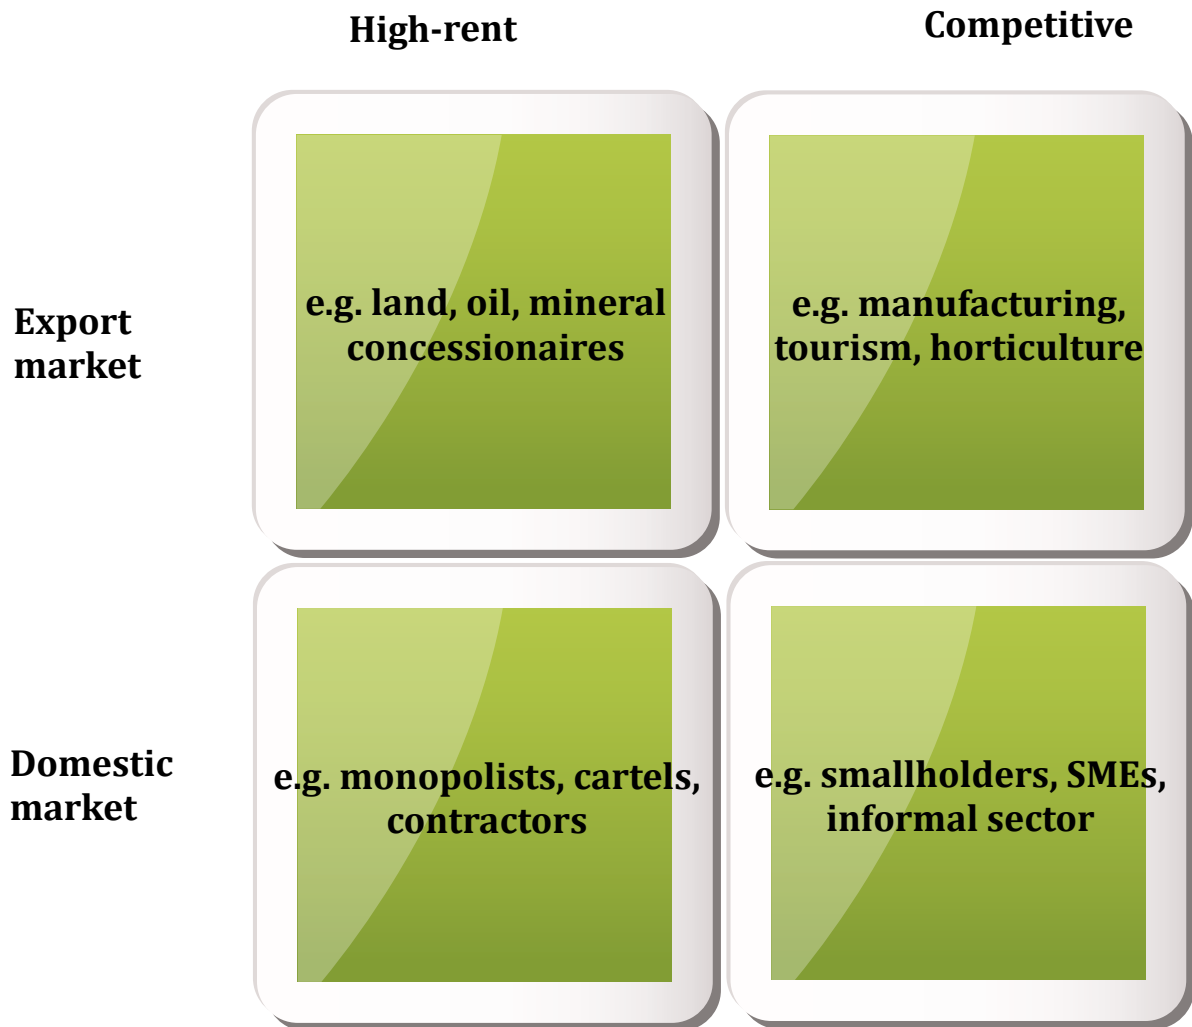 High-rent
Competitive
Export
market
e.g. land, oil, mineral
concessionaires
e.g. manufacturing,
tourism, horticulture
Domestic
market
e.g. monopolists, cartels,
contractors
e.g. smallholders, SMEs,
informal sector